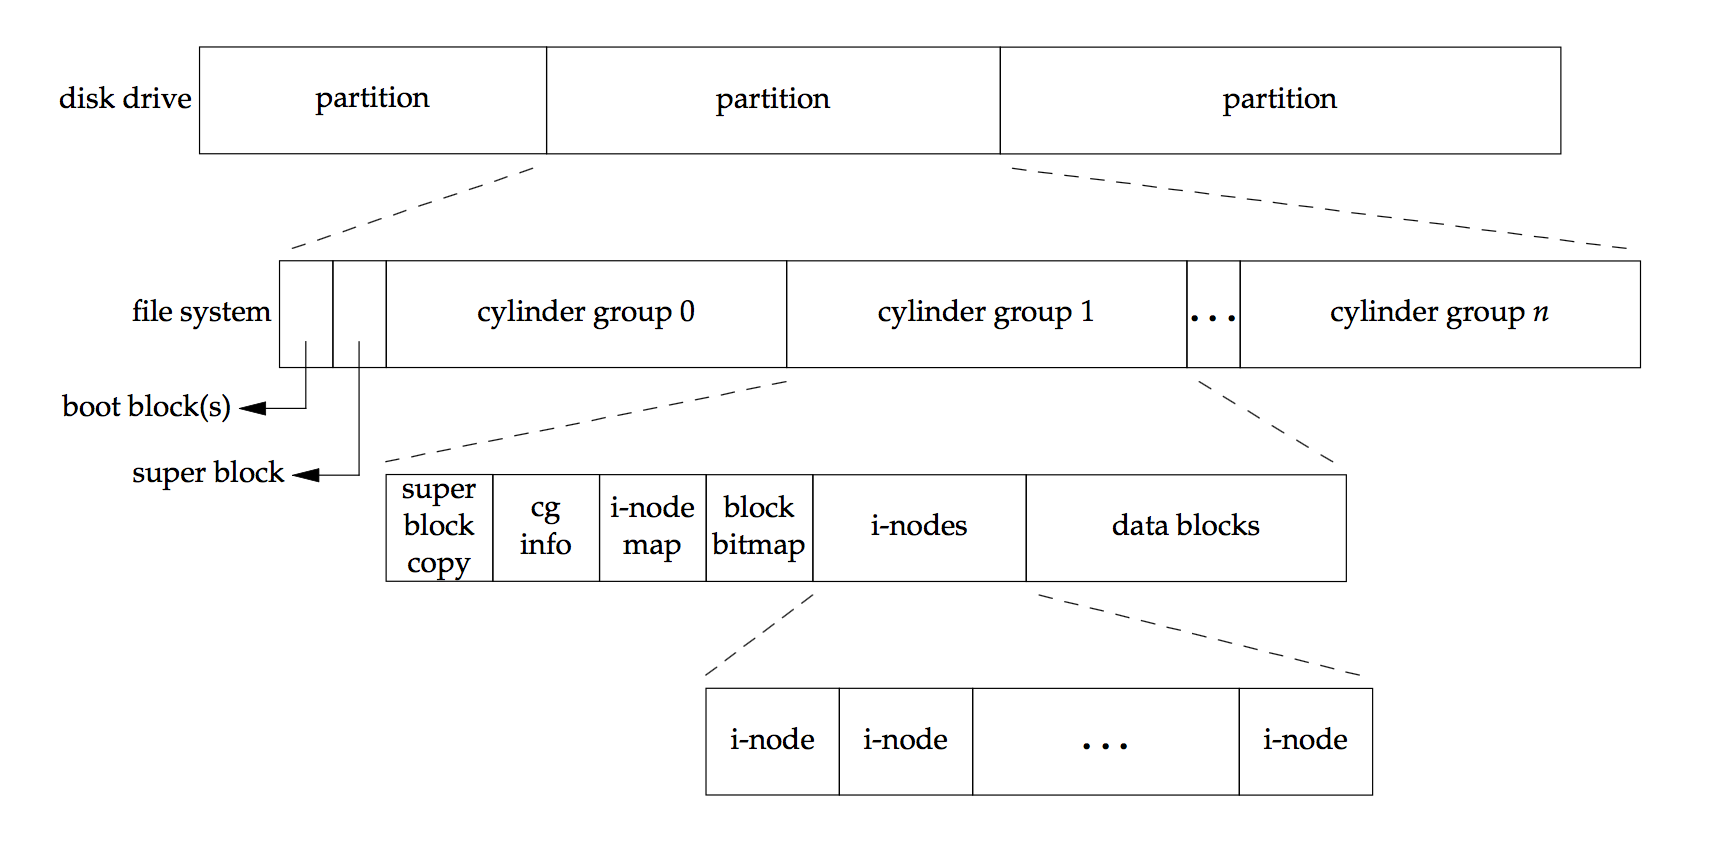 disk drive
partition
partition
partition
file system
cylinder group 0
cylinder group 1
...
cylinder group n
boot block(s)
super block
super
block
copy
cg
info
i-node
map
block
bitmap
i-nodes
data blocks
i-node
i-node
...
i-node